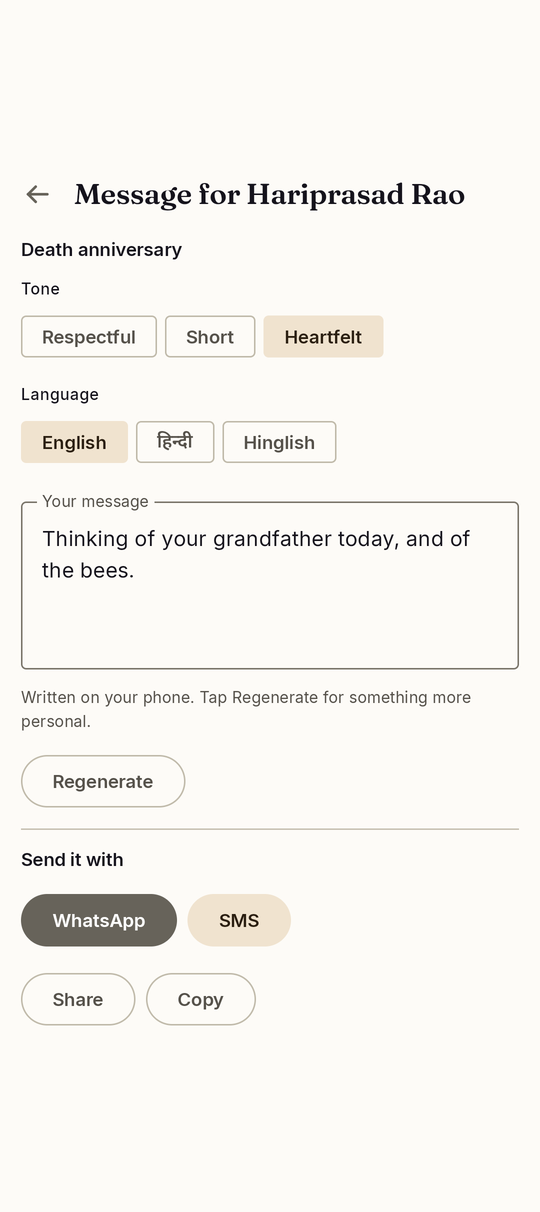 Message for Hariprasad Rao
Death anniversary
Tone
Respectful Short Heartfelt
Language
English हिन्दी Hinglish
Your message
Thinking of your grandfather today, and of
the bees.
Written on your phone. Tap Regenerate for something more
personal.
Regenerate
Send it with
WhatsApp SMS
Share Copy